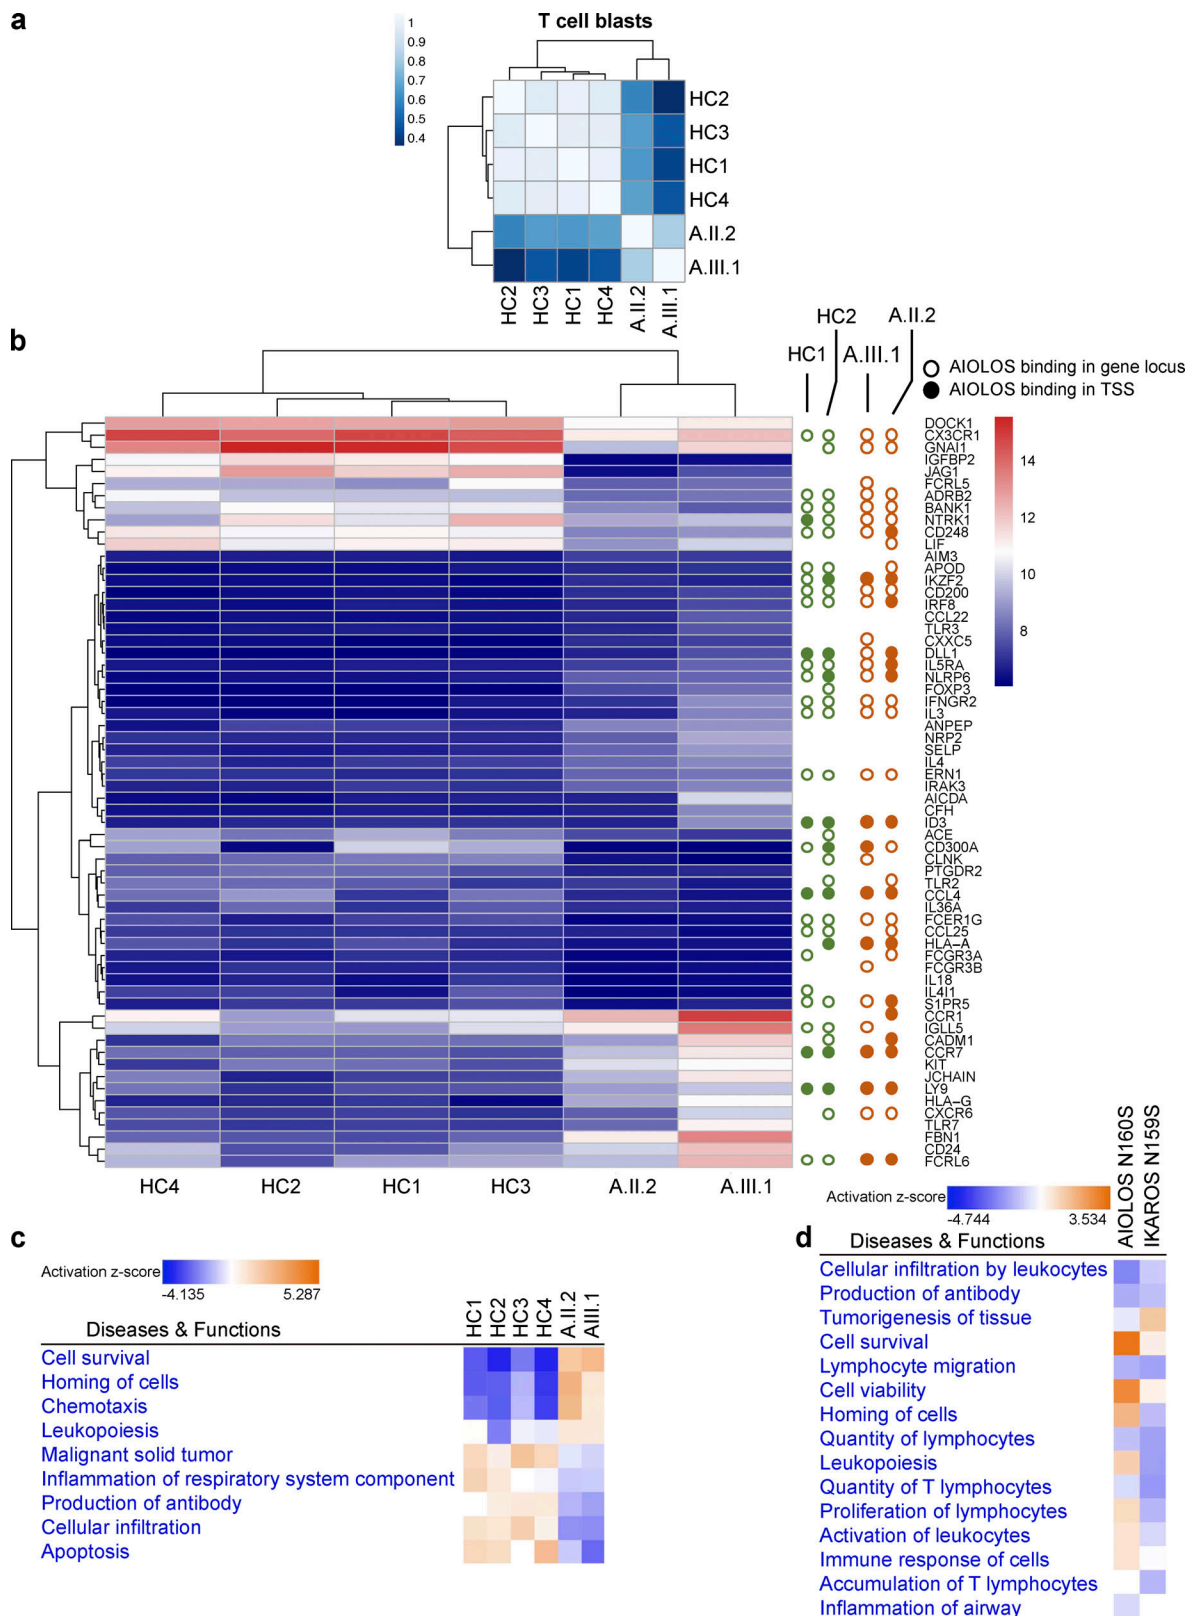 a
T cell blasts
1
0.9
0.8
0.7
0.6
0.5
0.4
HC2
HC3
HC1
HC4
A.II.2
A.III.1
HC2
HC3
HC1
HC4
A.II.2
A.III.1
b
HC2
A.II.2
HC1
A.III.1
AIOLOS binding in gene locus
AIOLOS binding in TSS
DOCK1
CX3CR1
GNAI1
IGFBP2
JAG1
FCRL5
ADRB2
BANK1
NTRK1
CD248
LIF
AIM3
APOD
IKZF2
CD200
IRF8
CCL22
TLR3
CXXC5
DLL1
IL5RA
NLRP6
FOXP3
IFNGR2
IL3
ANPEP
NRP2
SELP
IL4
ERN1
IRAK3
AICDA
CFH
ID3
ACE
CD300A
CLNK
PTGDR2
TLR2
CCL4
IL36A
FCER1G
CCL25
HLA-A
FCGR3A
FCGR3B
IL18
IL4I1
S1PR5
CCR1
IGLL5
CADM1
CCR7
KIT
JCHAIN
LY9
HLA-G
CXCR6
TLR7
FBN1
CD24
FCRL6
14
12
10
8
HC4
HC2
HC1
HC3
A.II.2
A.III.1
c
Activation z-score
-4.135
5.287
Diseases & Functions
HC1
HC2
HC3
HC4
A.II.2
AIII.1
Cell survival
Homing of cells
Chemotaxis
Leukopoiesis
Malignant solid tumor
Inflammation of respiratory system component
Production of antibody
Cellular infiltration
Apoptosis
d
Activation z-score
-4.744
3.534
Diseases & Functions
AIOLOS N160S
IKAROS N159S
Cellular infiltration by leukocytes
Production of antibody
Tumorigenesis of tissue
Cell survival
Lymphocyte migration
Cell viability
Homing of cells
Quantity of lymphocytes
Leukopoiesis
Quantity of T lymphocytes
Proliferation of lymphocytes
Activation of leukocytes
Immune response of cells
Accumulation of T lymphocytes
Inflammation of airway